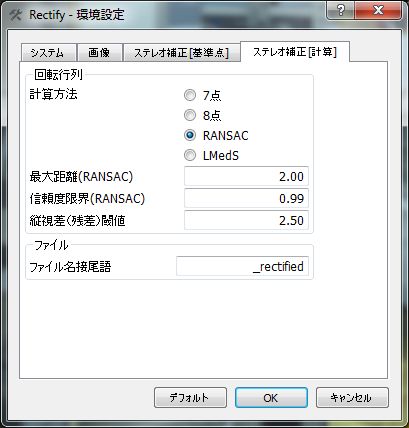 Rectify - 環境設定
システム 画像 ステレオ補正[基準点] ステレオ補正[計算]
回転行列
計算方法
7点
8点
RANSAC
LMedS
最大距離(RANSAC) 2.00
信頼度限界(RANSAC) 0.99
縦視差(残差)閾値 2.50
ファイル
ファイル名接尾語 _rectified
デフォルト OK キャンセル